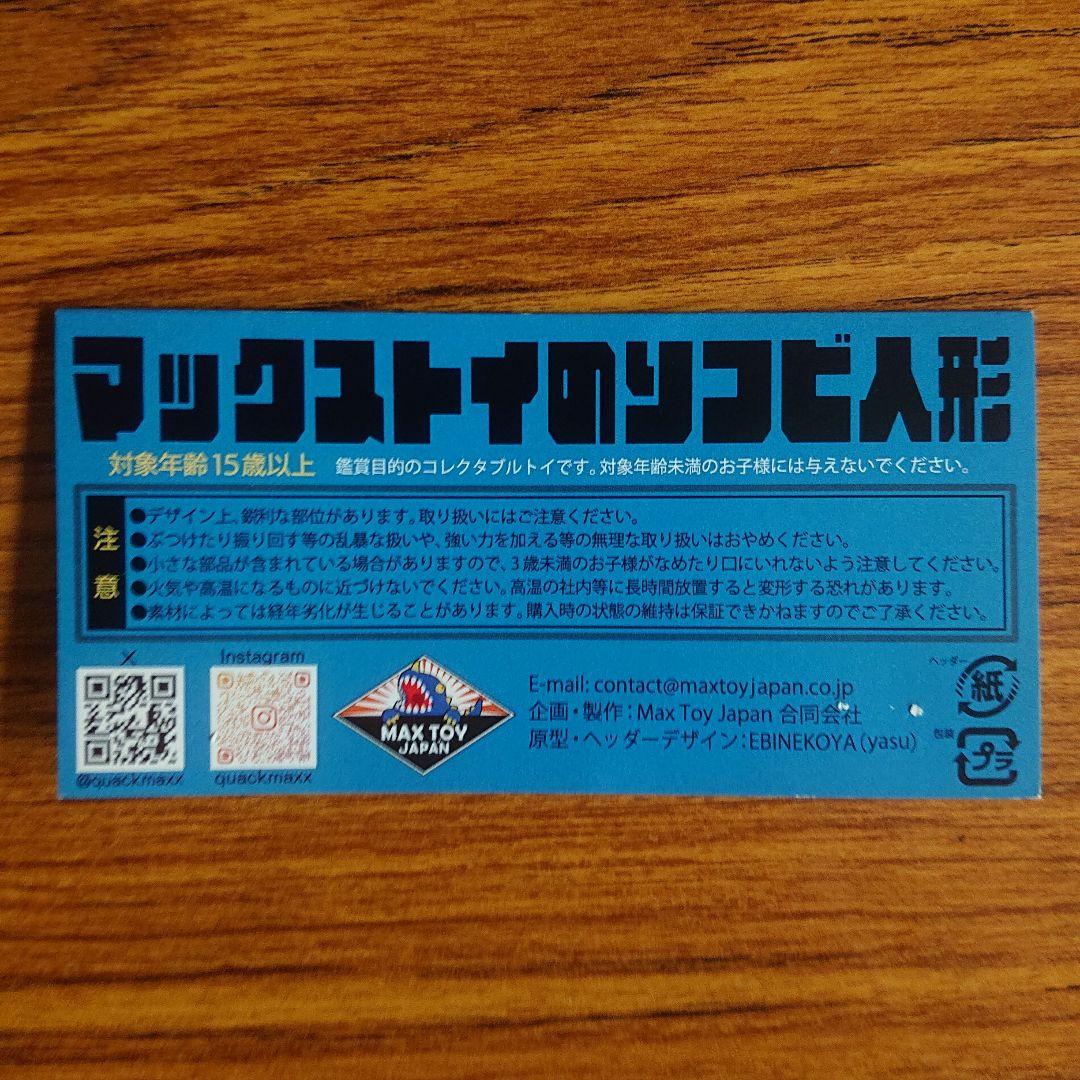 マックストイのソフビ人形
対象年齢15歳以上 鑑賞目的のコレクタブルトイです。対象年齢未満のお子様には与えないでください。
注意
●デザイン上、鋭利な部位があります。取り扱いにはご注意ください。
●ぶつけたり振り回す等の乱暴な扱いや、強い力を加える等の無理な取り扱いはおやめください。
●小さな部品が含まれている場合がありますので、3歳未満のお子様がなめたり口にいれないよう注意してください。
●火気や高温になるものに近づけないでください。高温の社内等に長時間放置すると変形する恐れがあります。
●素材によっては経年劣化が生じることがあります。購入時の状態の維持は保証できかねますのでご了承ください。
X
@quackmaxx
Instagram
quackmaxx
MAX TOY
JAPAN
E-mail: contact@maxtoyjapan.co.jp
企画・製作：Max Toy Japan 合同会社
原型・ヘッダーデザイン：EBINEKOYA (yasu)
ヘッダー
紙
包装
プラ